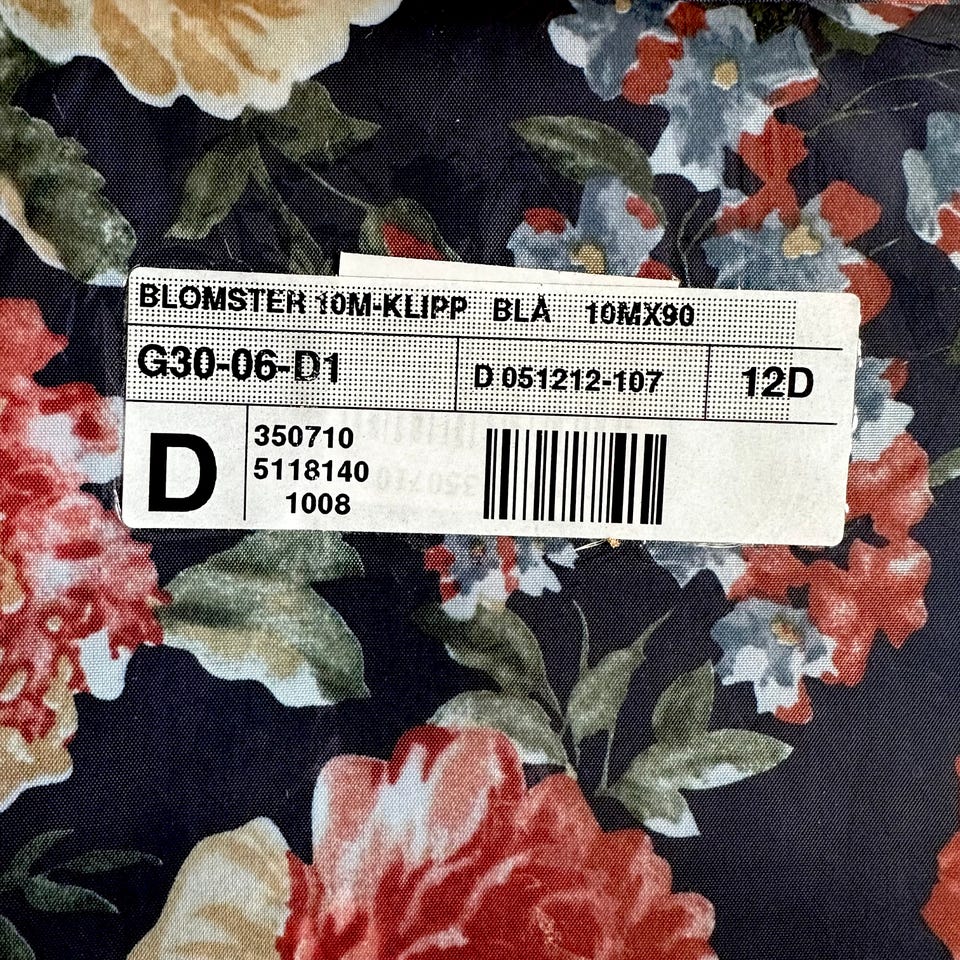 BLOMSTER 10M-KLIPP BLÅ 10MX90
G30-06-D1 D 051212-107 12D
D 350710
5118140
1008